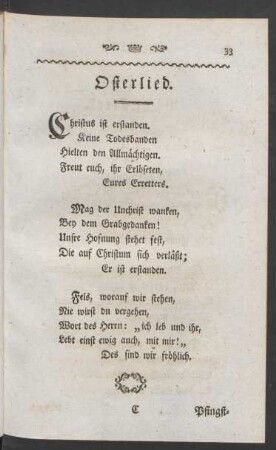 33
Osterlied.
Christus ist erstanden.
Keine Todesbanden
Hielten den Allmächtigen.
Freut euch, ihr Erlöseten,
Eures Erretters.
Mag der Unchrist wanken,
Bey dem Grabgedanken!
Unsre Hofnung stehet fest,
Die auf Christum sich verläßt;
Er ist erstanden.
Fels, worauf wir stehen,
Nie wirst du vergehen,
Wort des Herrn: „ich leb und ihr,
Lebt einst ewig auch, mit mir!„
Des sind wir fröhlich.
C Pfingst-